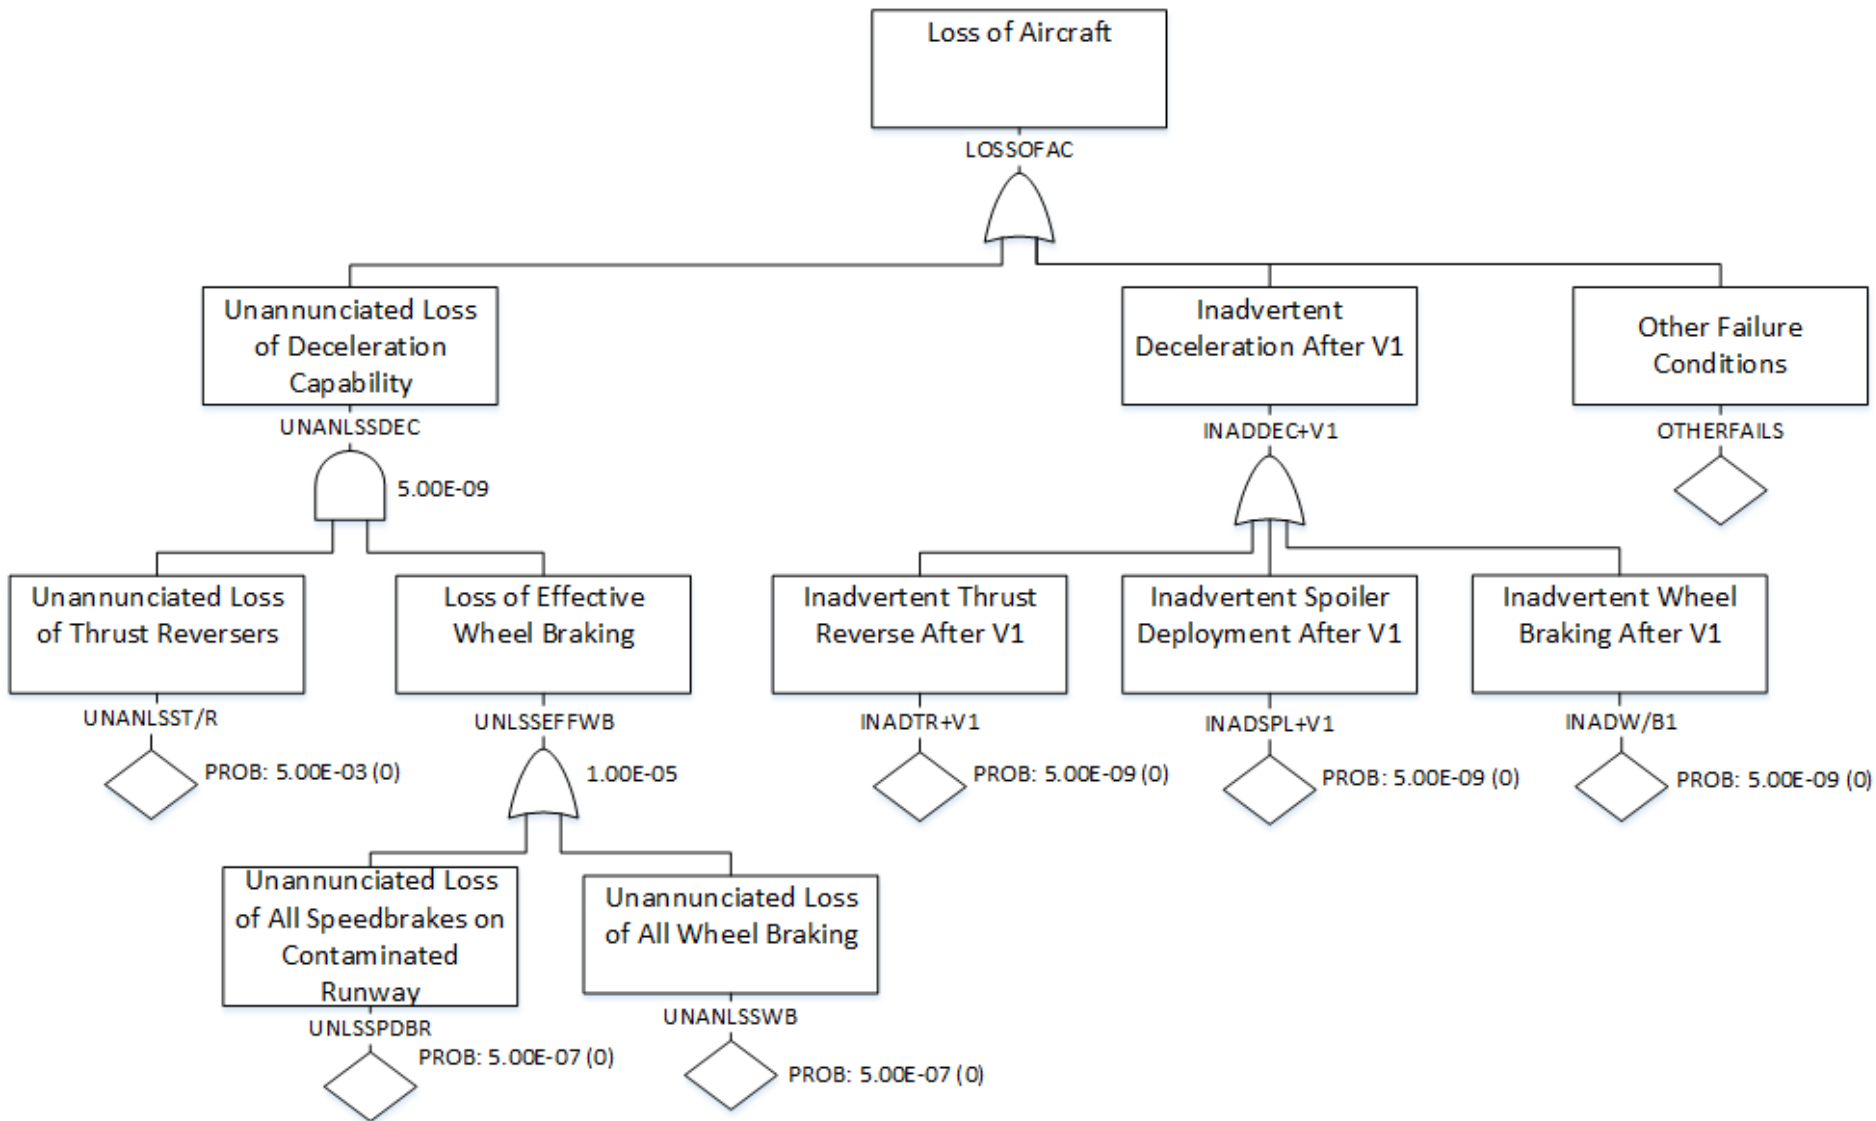 Loss of Aircraft
LOSSOFAC
Unannunciated Loss
of Deceleration
Capability
UNANLSSDEC
5.00E-09
Inadvertent
Deceleration After V1
INADDEC+V1
Other Failure
Conditions
OTHERFAILS
Unannunciated Loss
of Thrust Reversers
UNANLSST/R
PROB: 5.00E-03 (0)
Loss of Effective
Wheel Braking
UNLSSEFFWB
1.00E-05
Inadvertent Thrust
Reverse After V1
INADTR+V1
PROB: 5.00E-09 (0)
Inadvertent Spoiler
Deployment After V1
INADSPL+V1
PROB: 5.00E-09 (0)
Inadvertent Wheel
Braking After V1
INADW/B1
PROB: 5.00E-09 (0)
Unannunciated Loss
of All Speedbrakes on
Contaminated
Runway
UNLSSPDBR
PROB: 5.00E-07 (0)
Unannunciated Loss
of All Wheel Braking
UNANLSSWB
PROB: 5.00E-07 (0)